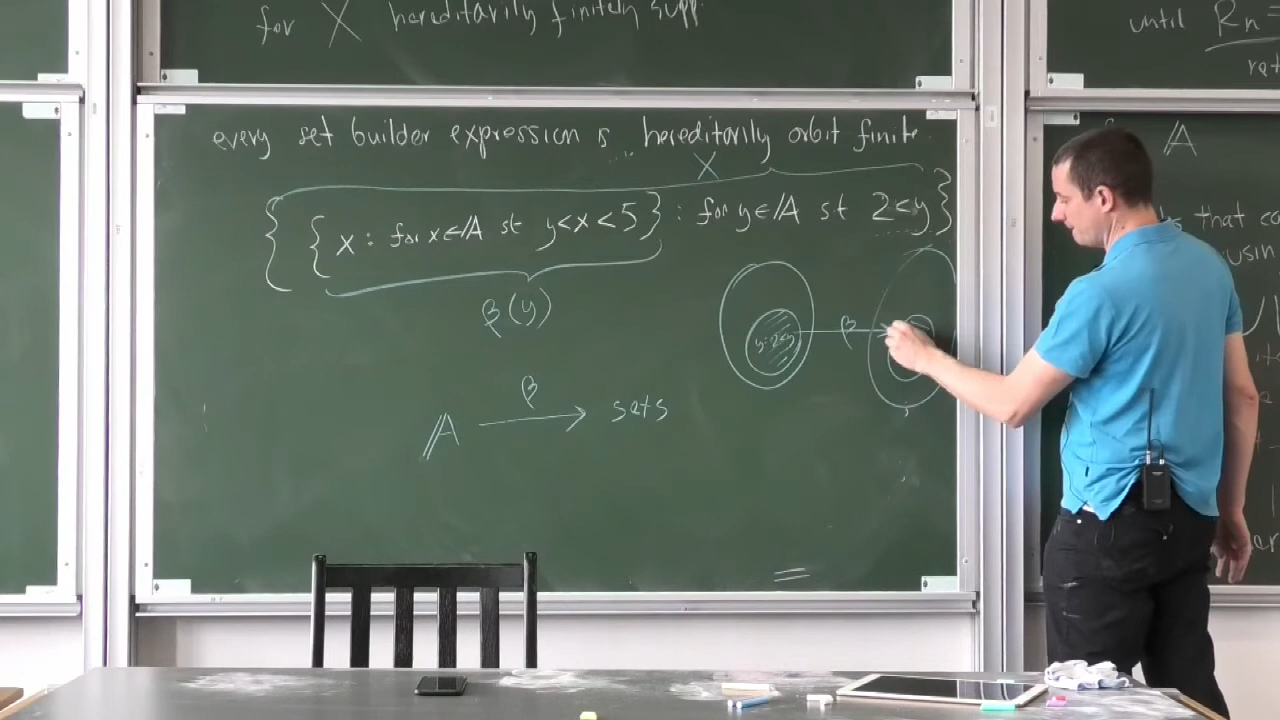 for X hereditarily finitely supp.
every set builder expression is hereditarily orbit finite.
X
{ { x : for x ∈ 𝔸 st y < x < 5 } : for y ∈ 𝔸 st 2 < y }
β(y)
y : 2 < y
β
𝔸 β → sets
until Rn =
𝔸
that